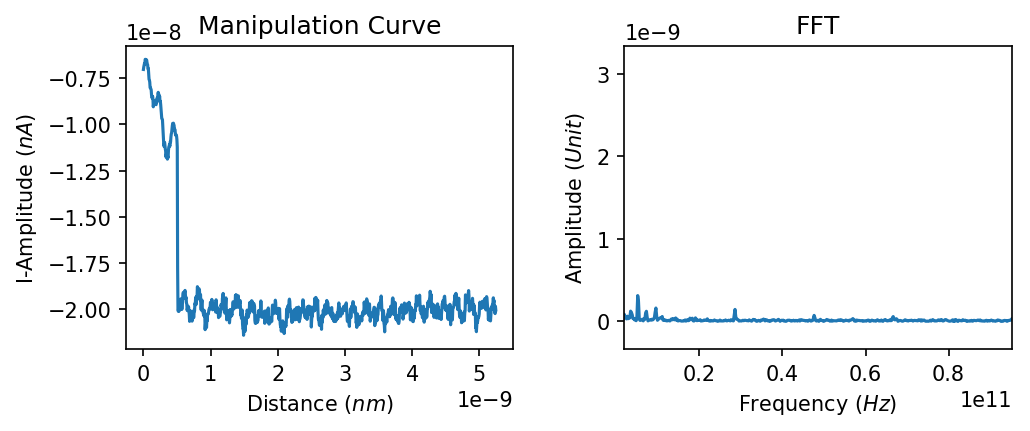 Manipulation Curve
1e−8
−0.75
−1.00
−1.25
−1.50
−1.75
−2.00
I-Amplitude (nA)
0 1 2 3 4 5
1e−9
Distance (nm)
FFT
1e−9
3
2
1
0
Amplitude (Unit)
0.2 0.4 0.6 0.8
1e11
Frequency (Hz)